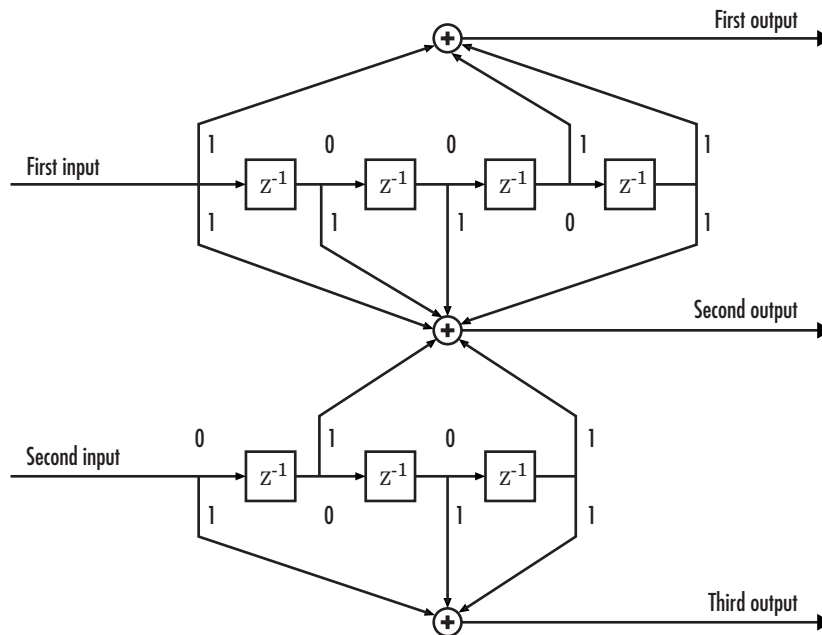 First output
1 0 0 1 1
First input z⁻¹ z⁻¹ z⁻¹ z⁻¹
1 1 1 0 1
Second output
0 1 0 1
Second input z⁻¹ z⁻¹ z⁻¹
1 0 1 1
Third output